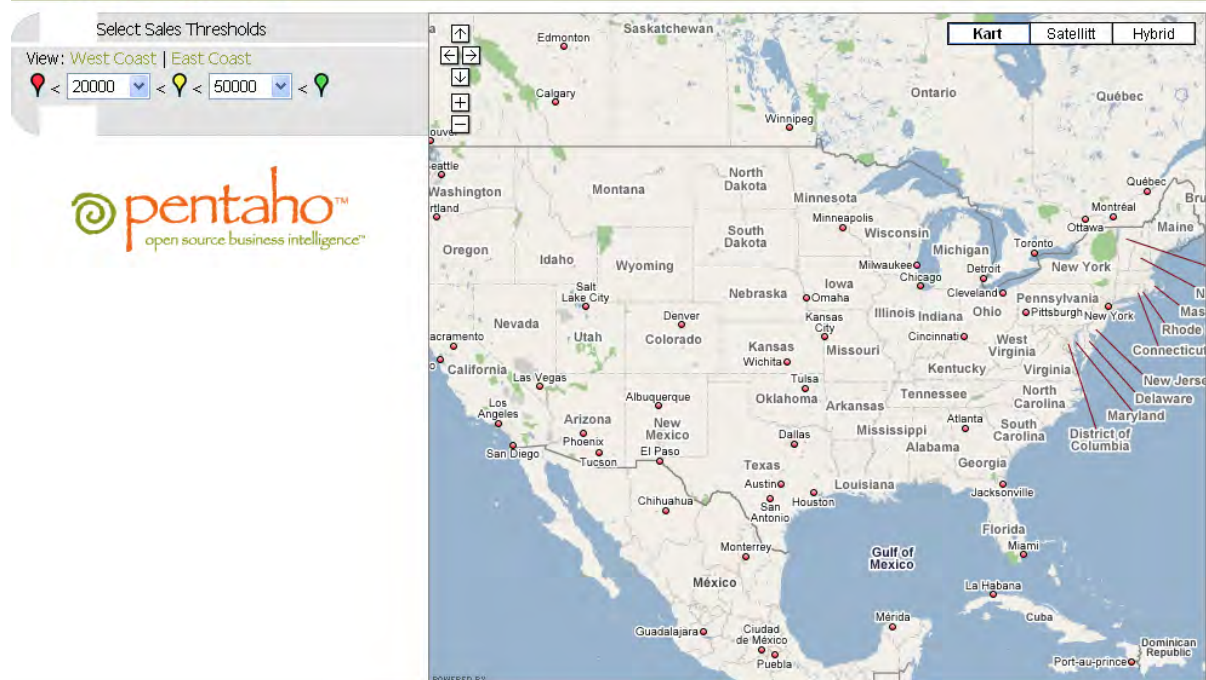 Select Sales Thresholds
View: West Coast | East Coast
< 20000 < < 50000 <
pentaho™
open source business intelligence™
Kart Satellitt Hybrid
Saskatchewan
Edmonton
Calgary
Winnipeg
Ontario
Québec
Québec
Montréal
Ottawa
Maine
Toronto
Washington
Montana
North
Dakota
Minnesota
Minneapolis
South
Dakota
Wisconsin
Michigan
Oregon
Idaho
Wyoming
Milwaukee
Chicago
Detroit
New York
Salt
Lake City
Nebraska
Iowa
Omaha
Cleveland
Pennsylvania
Pittsburgh
New York
Rhode
Connecticut
Nevada
Utah
Denver
Colorado
Kansas
City
Illinois
Indiana
Ohio
Cincinnati
West
Virginia
California
Las Vegas
Kansas
Wichita
Missouri
Kentucky
Virginia
New Jerse
Delaware
Maryland
District of
Columbia
Los
Angeles
San Diego
Arizona
Phoenix
Tucson
Albuquerque
New
Mexico
El Paso
Tulsa
Oklahoma
Arkansas
Tennessee
North
Carolina
South
Carolina
Dallas
Mississippi
Alabama
Atlanta
Georgia
Texas
Austin
San
Antonio
Houston
Louisiana
Jacksonville
Florida
Miami
Chihuahua
Monterrey
México
Gulf of
Mexico
La Habana
Cuba
Guadalajara
Ciudad
de México
Puebla
Mérida
Port-au-prince
Dominican
Republic